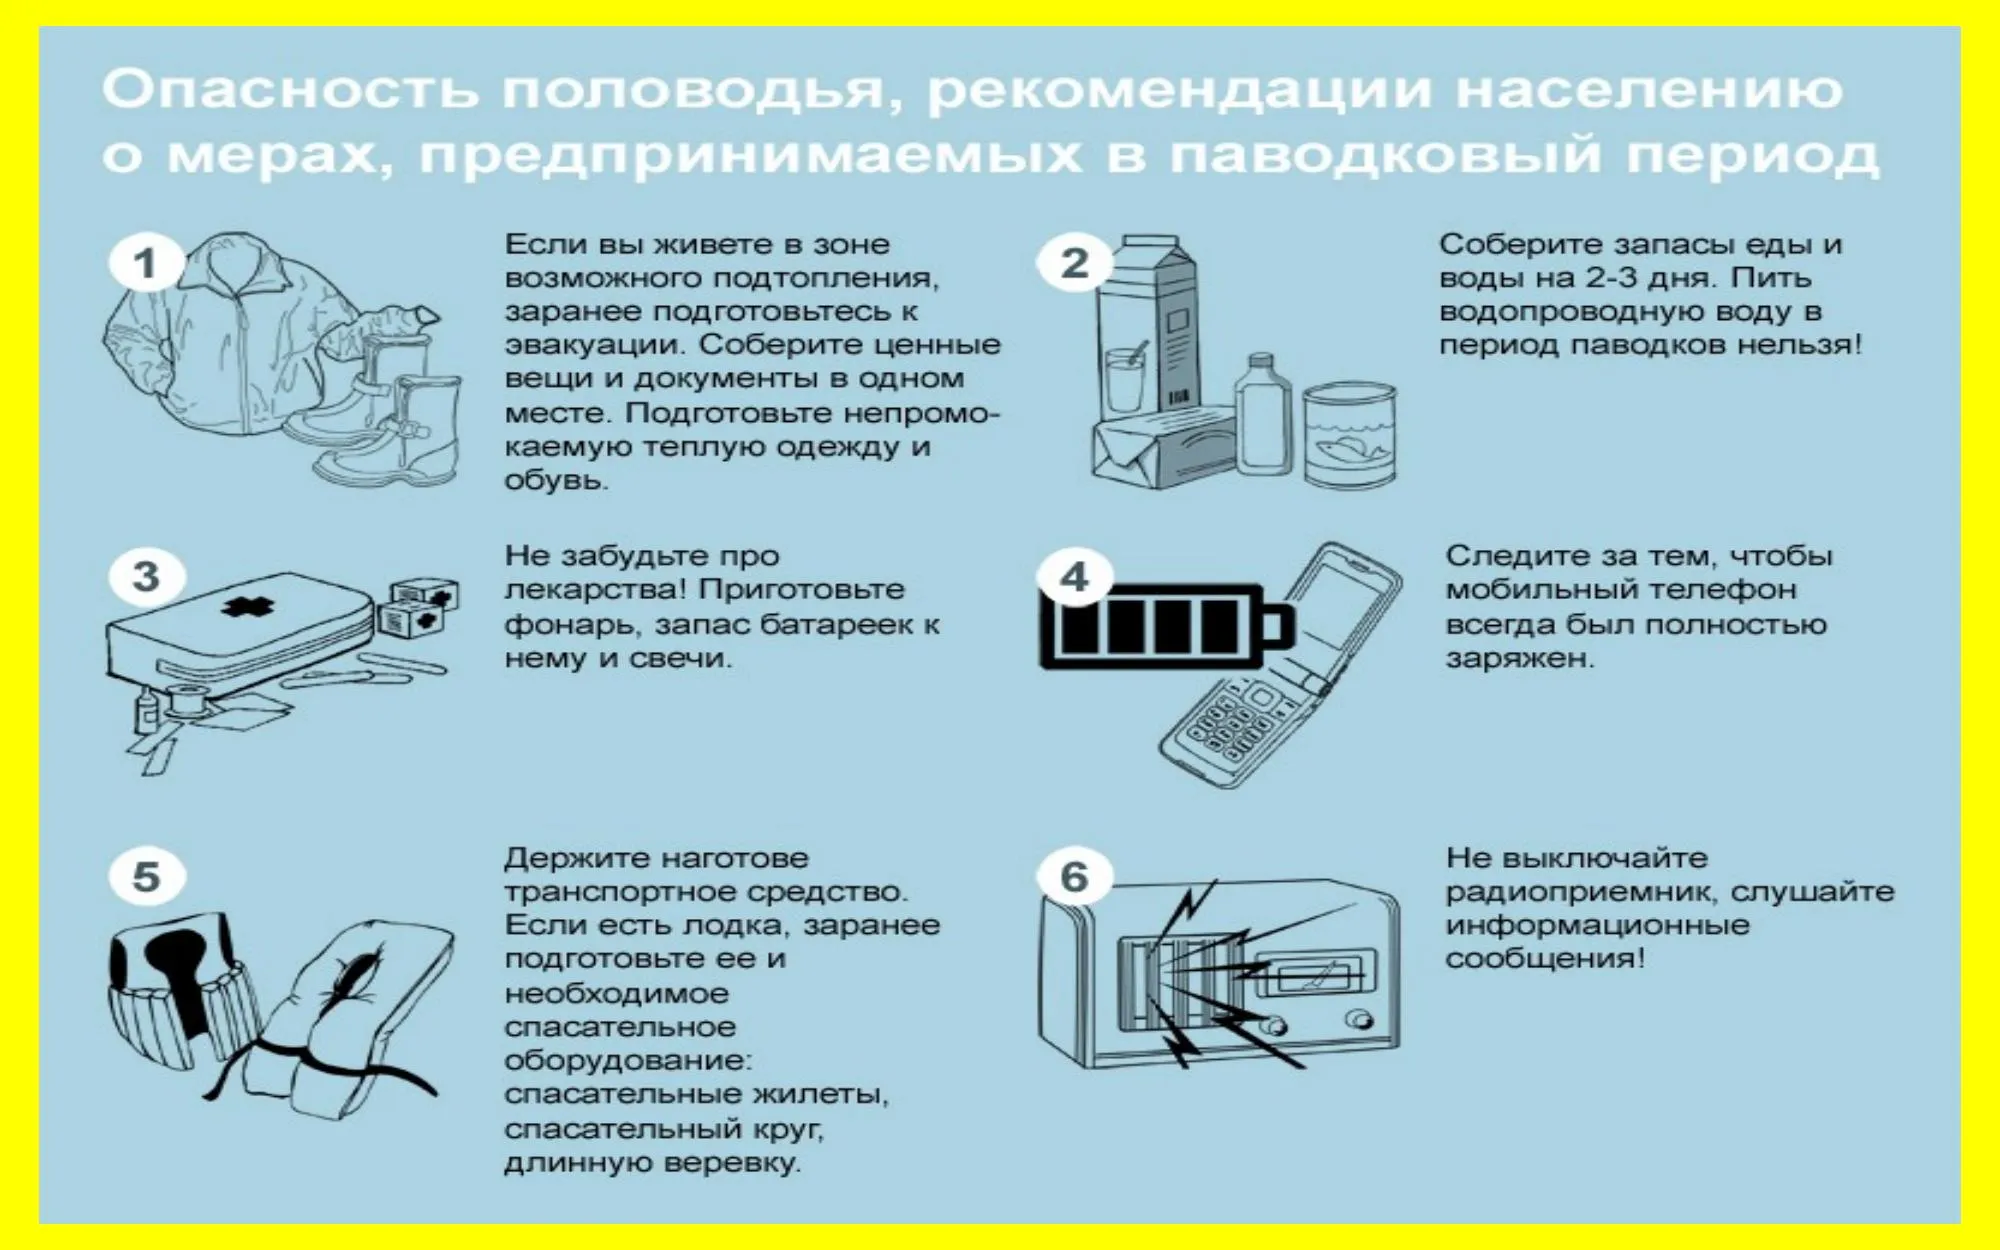 Опасность половодья, рекомендации населению
о мерах, предпринимаемых в паводковый период
1
Если вы живете в зоне
возможного подтопления,
заранее подготовьтесь к
эвакуации. Соберите ценные
вещи и документы в одном
месте. Подготовьте непромо-
каемую теплую одежду и
обувь.
2
Соберите запасы еды и
воды на 2-3 дня. Пить
водопроводную воду в
период паводков нельзя!
3
Не забудьте про
лекарства! Приготовьте
фонарь, запас батареек к
нему и свечи.
4
Следите за тем, чтобы
мобильный телефон
всегда был полностью
заряжен.
5
Держите наготове
транспортное средство.
Если есть лодка, заранее
подготовьте ее и
необходимое
спасательное
оборудование:
спасательные жилеты,
спасательный круг,
длинную веревку.
6
Не выключайте
радиоприемник, слушайте
информационные
сообщения!